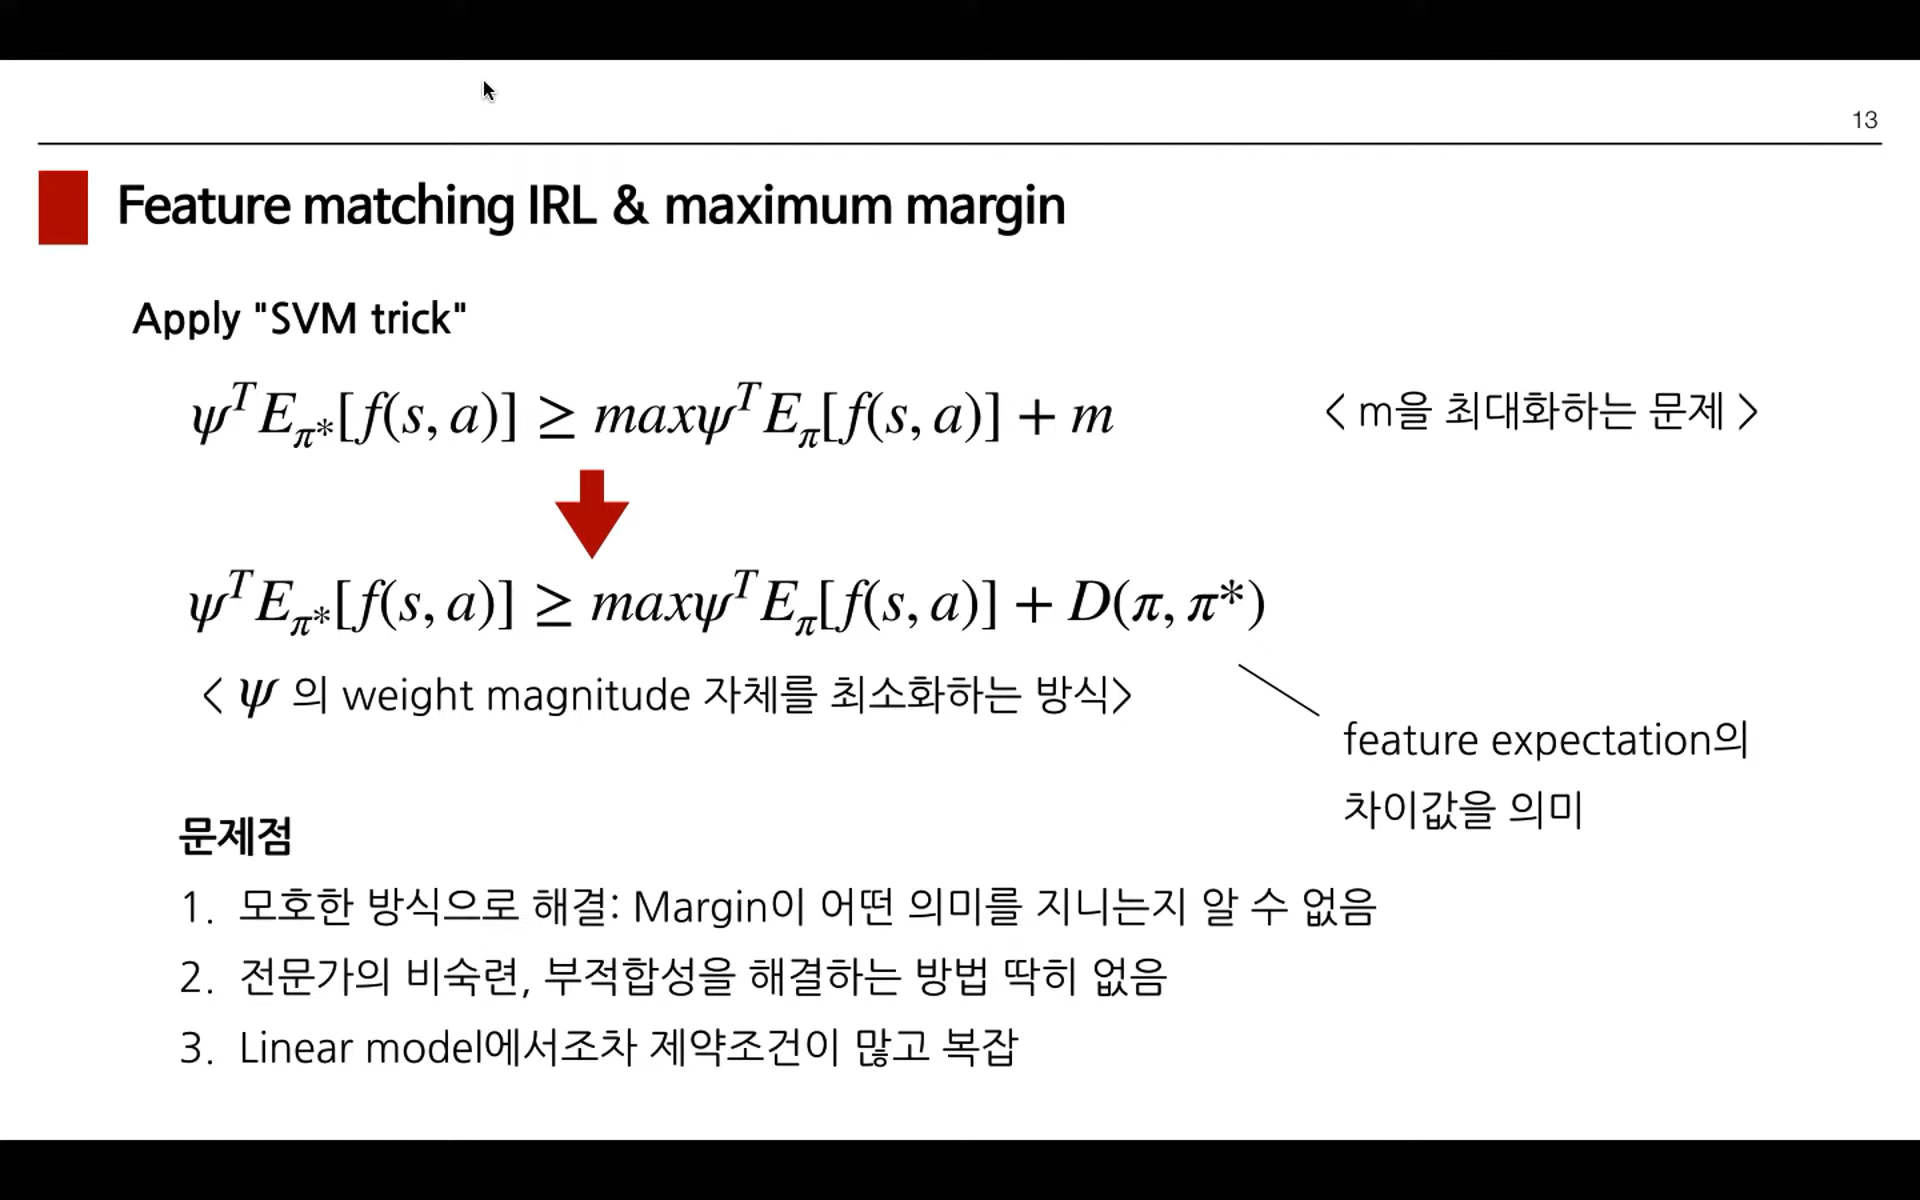 13
Feature matching IRL & maximum margin
Apply "SVM trick"
ψ^T E_{π*}[f(s, a)] ≥ maxψ^T E_π[f(s, a)] + m
< m을 최대화하는 문제 >
ψ^T E_{π*}[f(s, a)] ≥ maxψ^T E_π[f(s, a)] + D(π, π*)
< ψ 의 weight magnitude 자체를 최소화하는 방식>
feature expectation의
차이값을 의미
문제점
1. 모호한 방식으로 해결: Margin이 어떤 의미를 지니는지 알 수 없음
2. 전문가의 비숙련, 부적합성을 해결하는 방법 딱히 없음
3. Linear model에서조차 제약조건이 많고 복잡